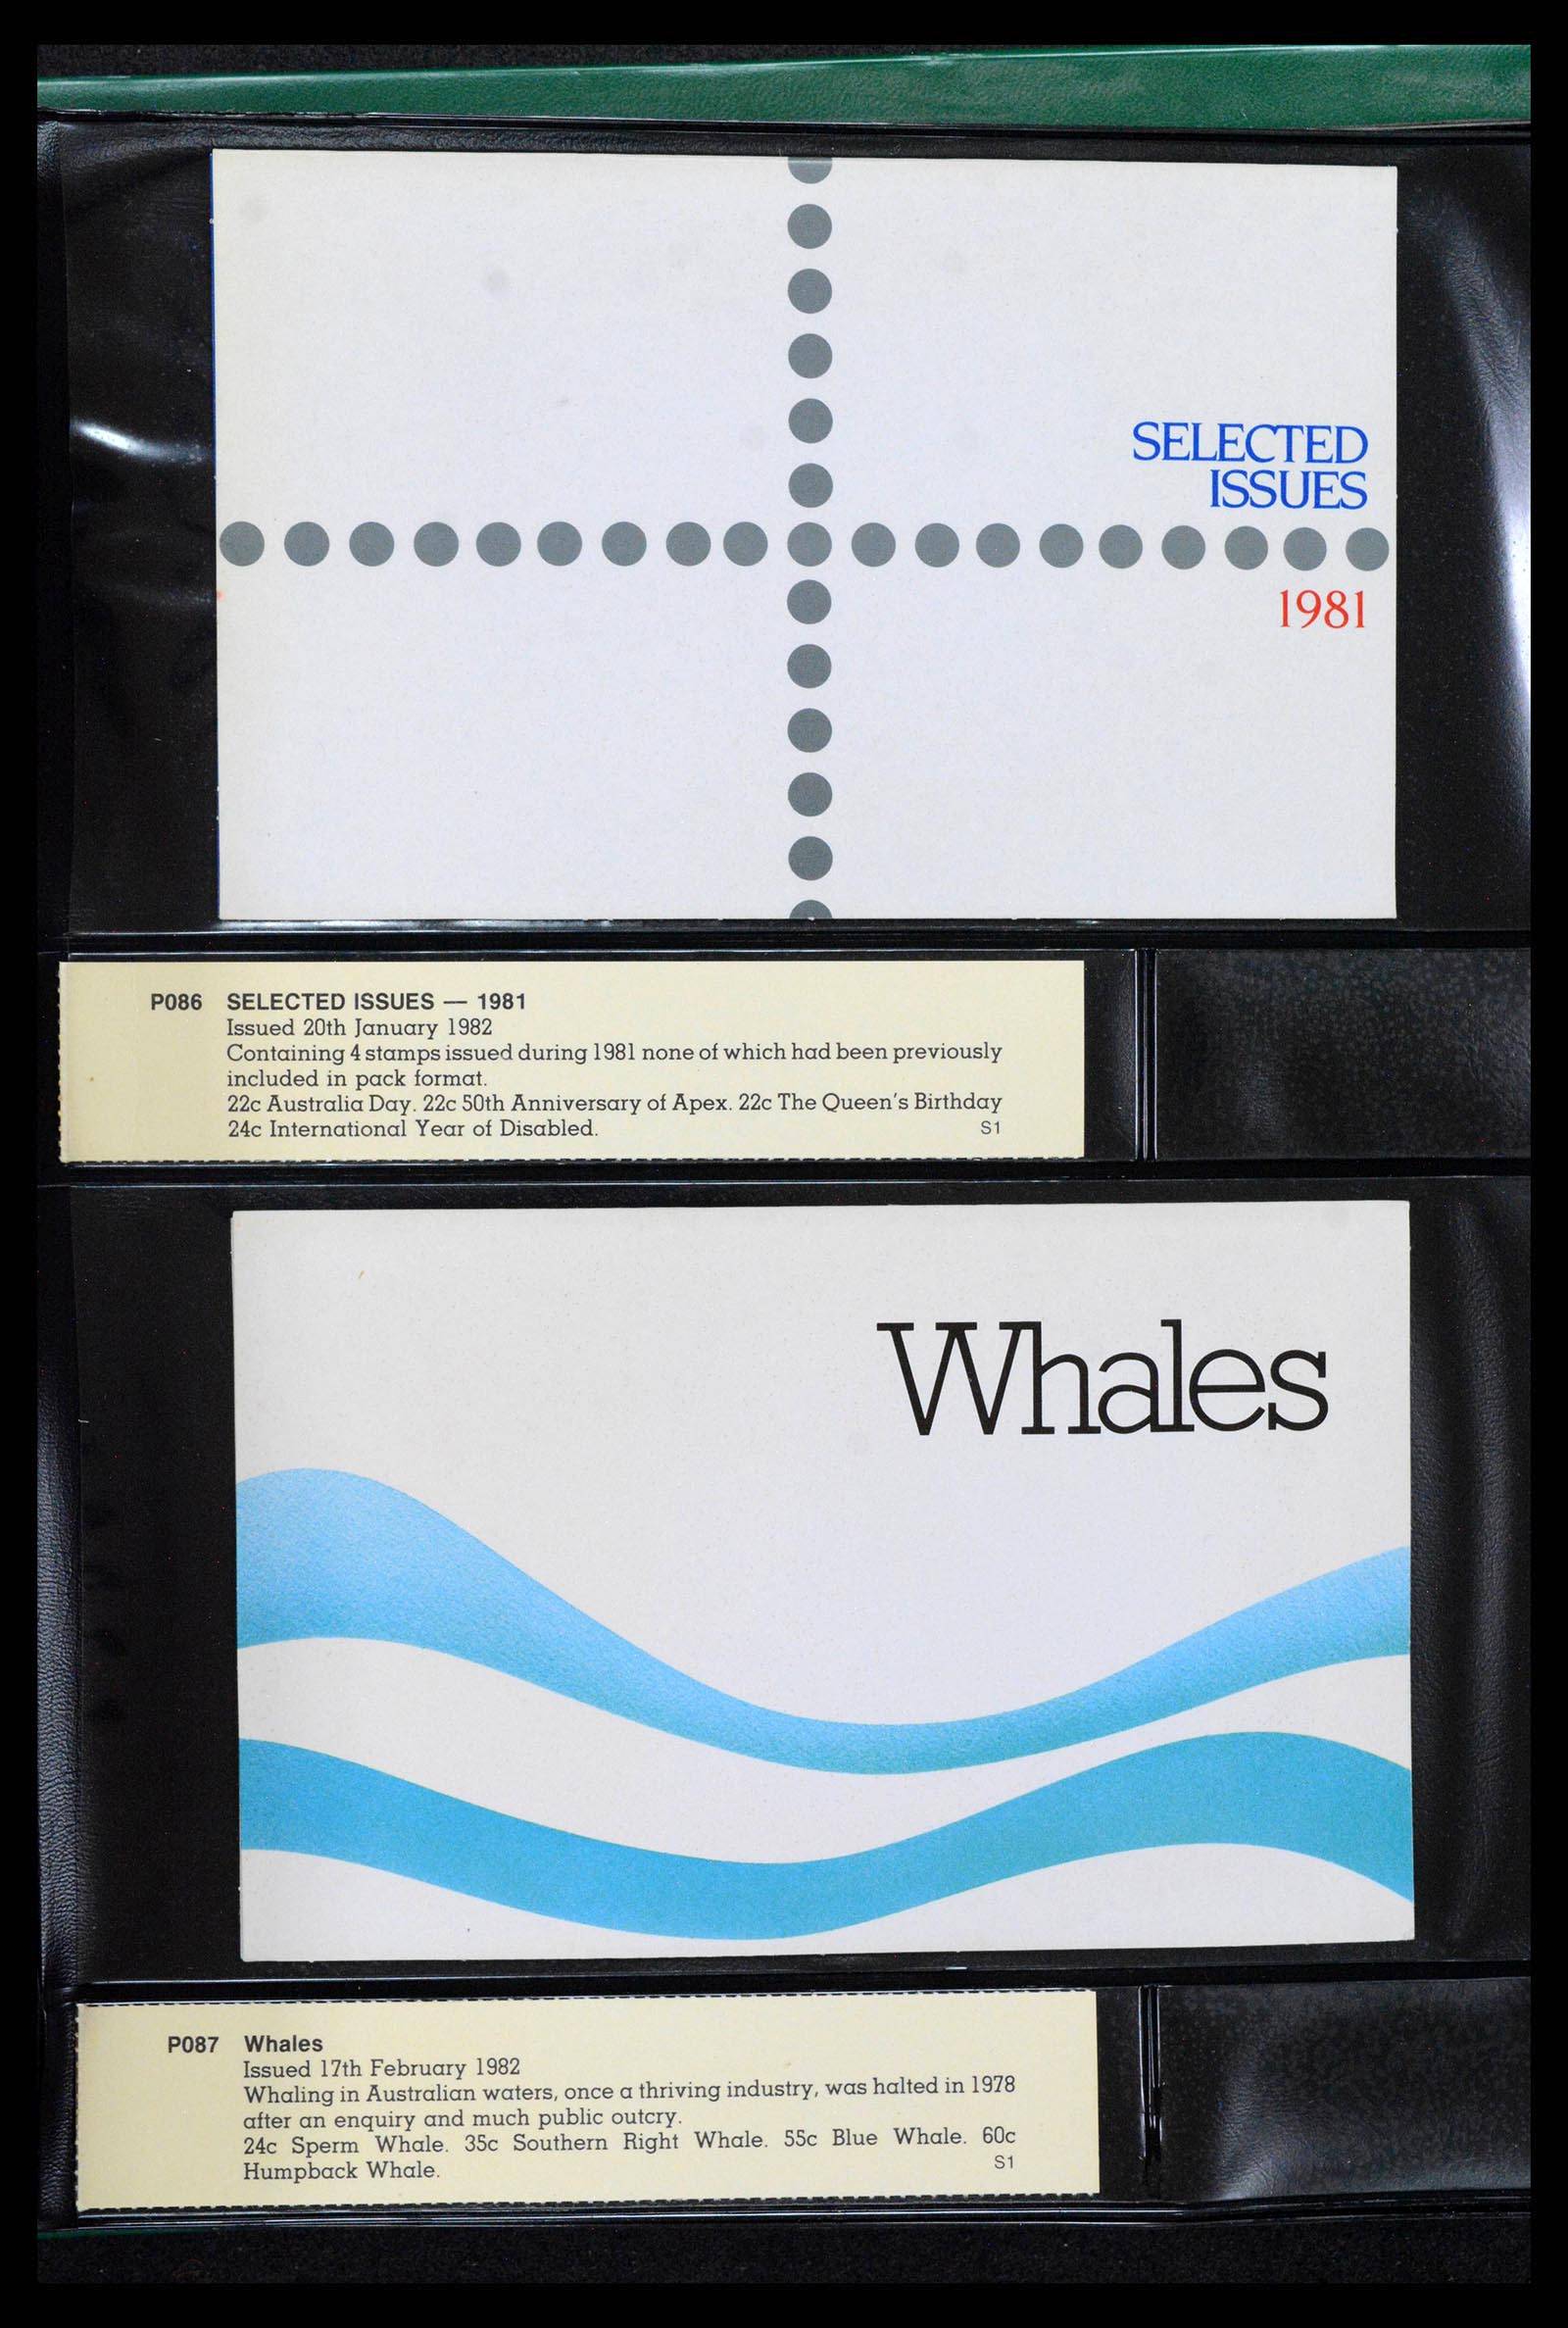 SELECTED
ISSUES
1981
P086 SELECTED ISSUES — 1981
Issued 20th January 1982
Containing 4 stamps issued during 1981 none of which had been previously
included in pack format.
22c Australia Day. 22c 50th Anniversary of Apex. 22c The Queen's Birthday
24c International Year of Disabled. S1
Whales
P087 Whales
Issued 17th February 1982
Whaling in Australian waters, once a thriving industry, was halted in 1978
after an enquiry and much public outcry.
24c Sperm Whale. 35c Southern Right Whale. 55c Blue Whale. 60c
Humpback Whale. S1